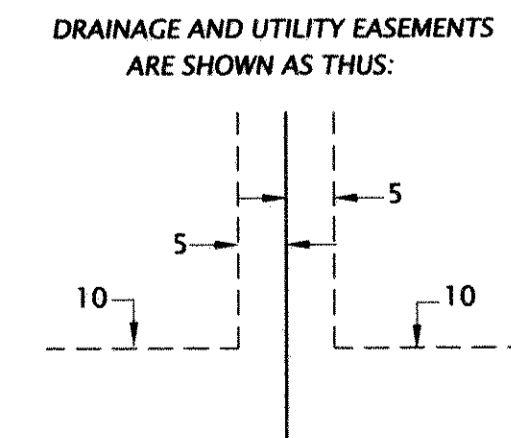 DRAINAGE AND UTILITY EASEMENTS
ARE SHOWN AS THUS:
5
5
10 10